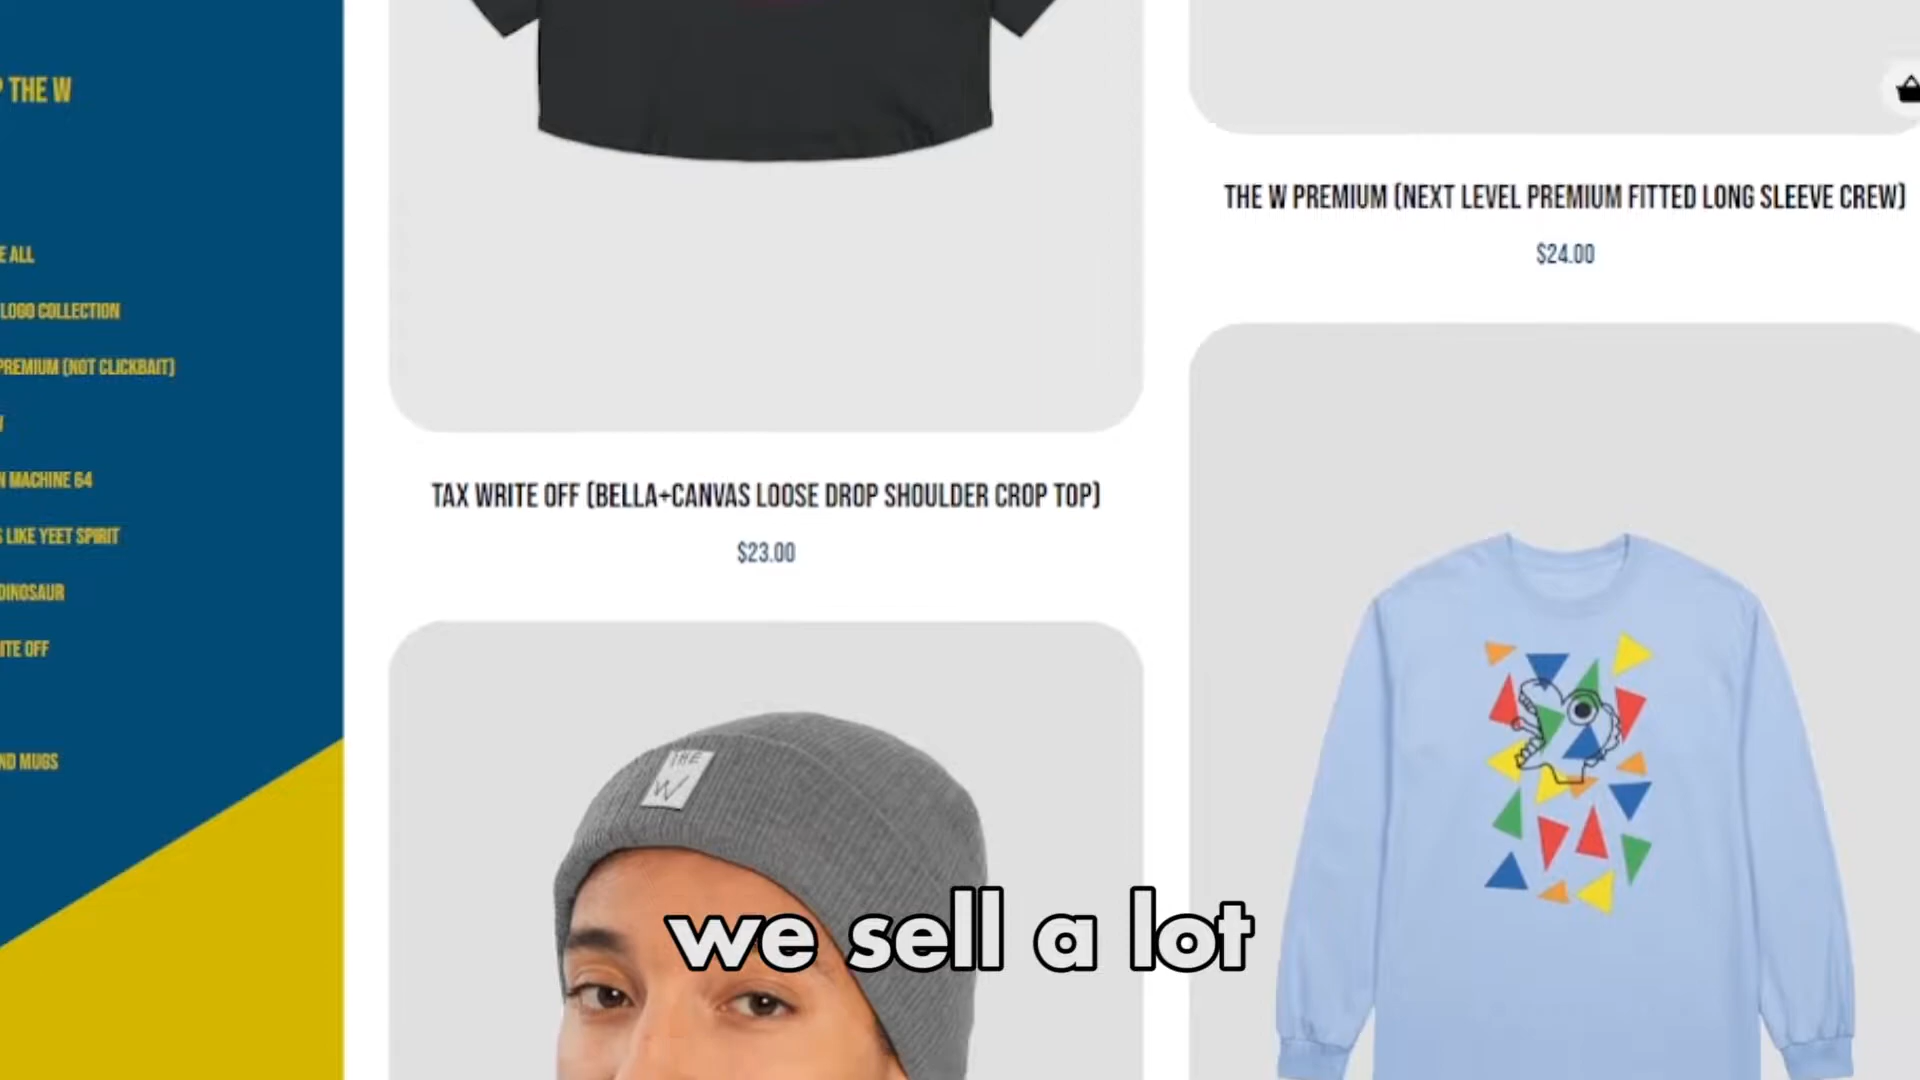 THE W
E ALL
LOGO COLLECTION
PREMIUM (NOT CLICKBAIT)
N MACHINE 64
S LIKE YEET SPIRIT
DINOSAUR
ITE OFF
ND MUGS
TAX WRITE OFF (BELLA+CANVAS LOOSE DROP SHOULDER CROP TOP)
$23.00
THE W PREMIUM (NEXT LEVEL PREMIUM FITTED LONG SLEEVE CREW)
$24.00
THE
W
we sell a lot